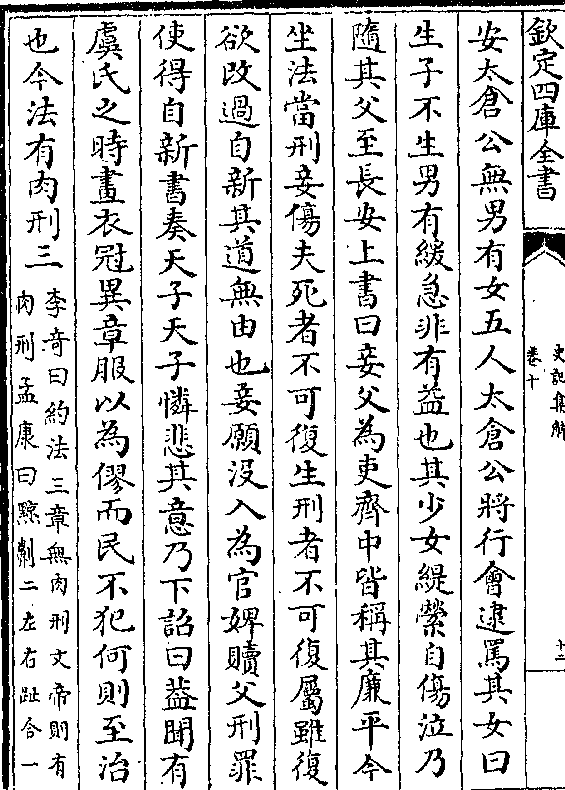 欽定四庫全書
史記集解
卷十
十二
安太倉公無男有女五人太倉公將行會逮罵其女曰
生子不生男有緩急非有益也其少女緹縈自傷泣乃
隨其父至長安上書曰妾父為吏齊中皆稱其廉平今
坐法當刑妾傷夫死者不可復生刑者不可復屬雖復
欲改過自新其道無由也妾願沒入為官婢贖父刑罪
使得自新書奏天子天子憐悲其意乃下詔曰葢聞有
虞氏之時畫衣冠異章服以為僇而民不犯何則至治
也今法有肉刑三
李奇曰約法三章無肉刑文帝則有
肉刑孟康曰黥劓二左右趾合一